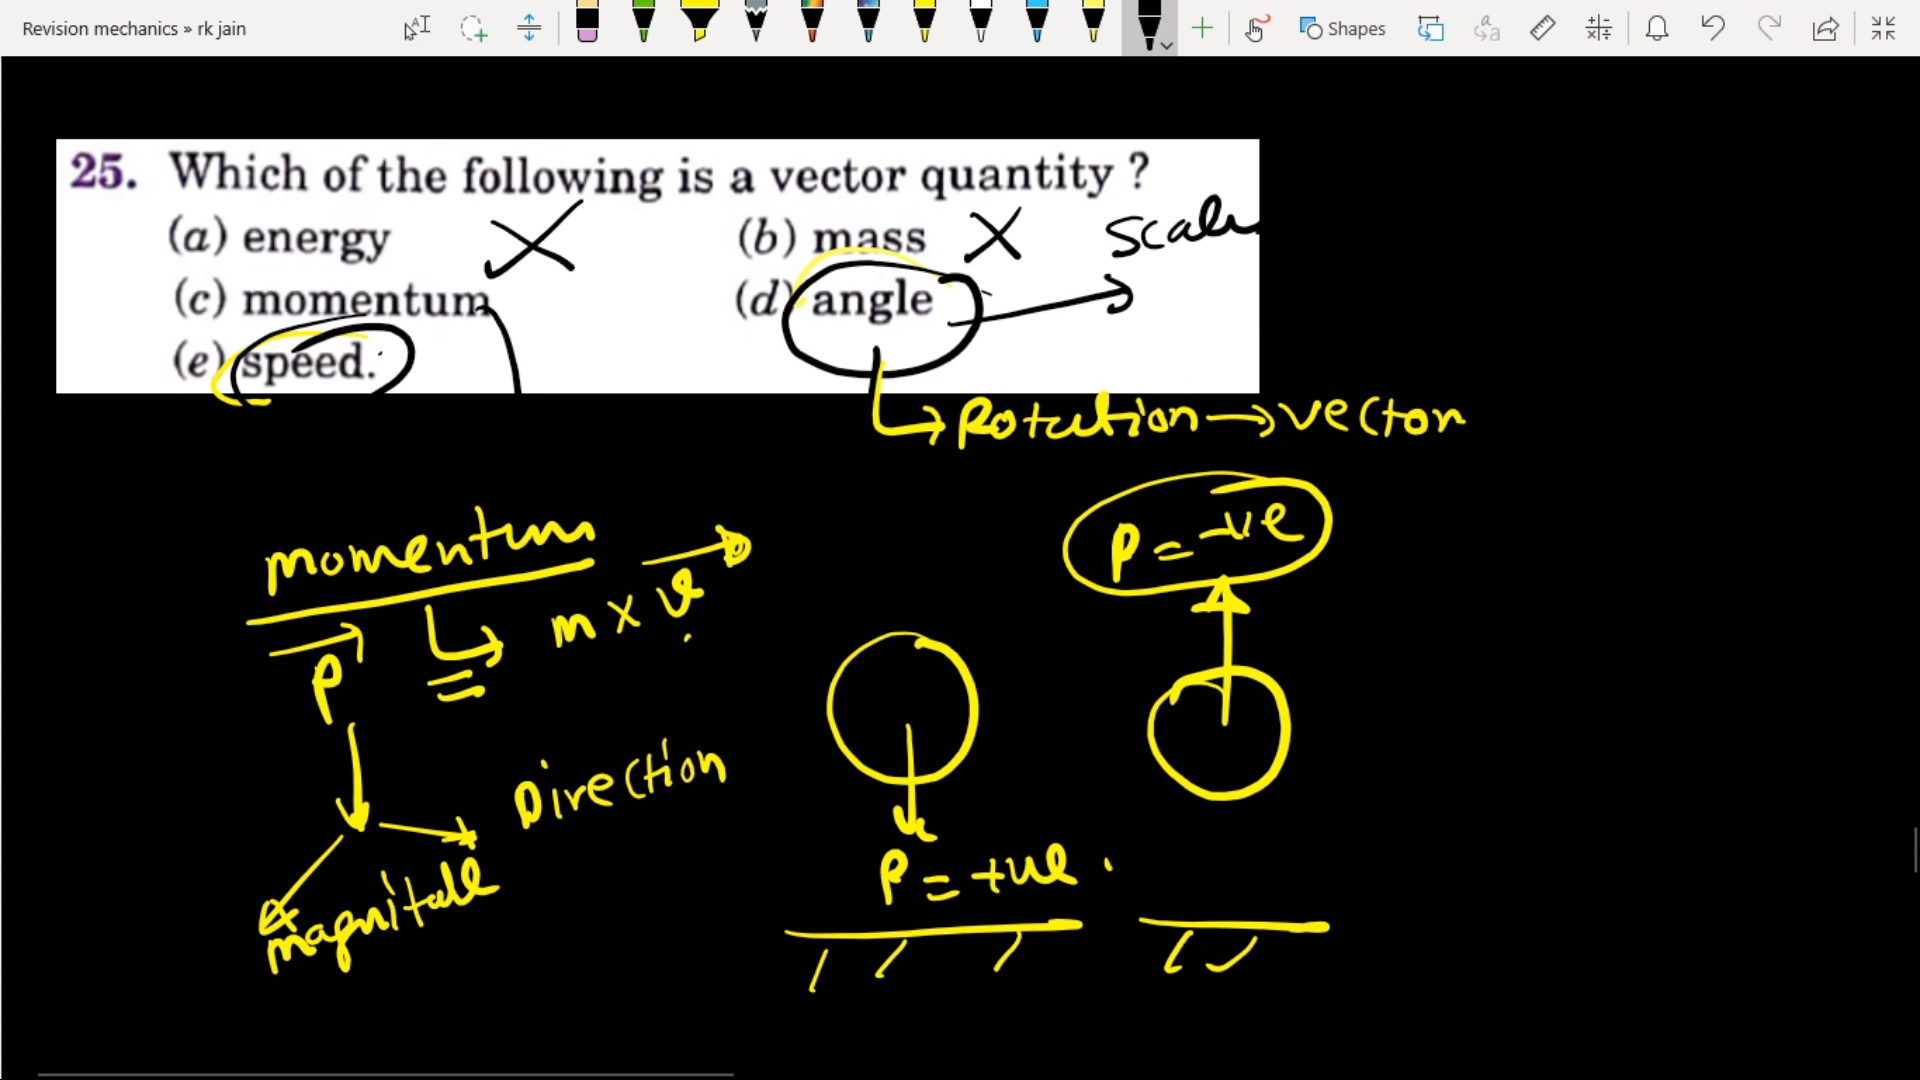 Revision mechanics » rk jain
Shapes
25. Which of the following is a vector quantity ?
(a) energy (b) mass
(c) momentum (d) angle
(e) speed.
Rotation → vector
momentum
m x v
p
P = -ve
Direction
magnitude
P = +ve